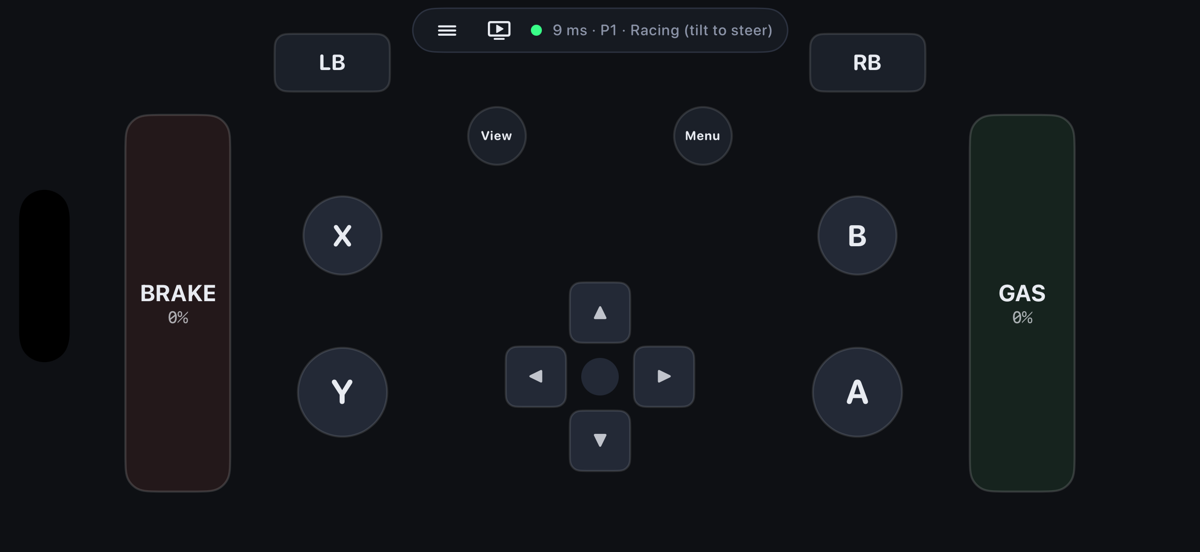 9 ms · P1 · Racing (tilt to steer)
LB
RB
View
Menu
X
B
BRAKE
0%
GAS
0%
Y
A